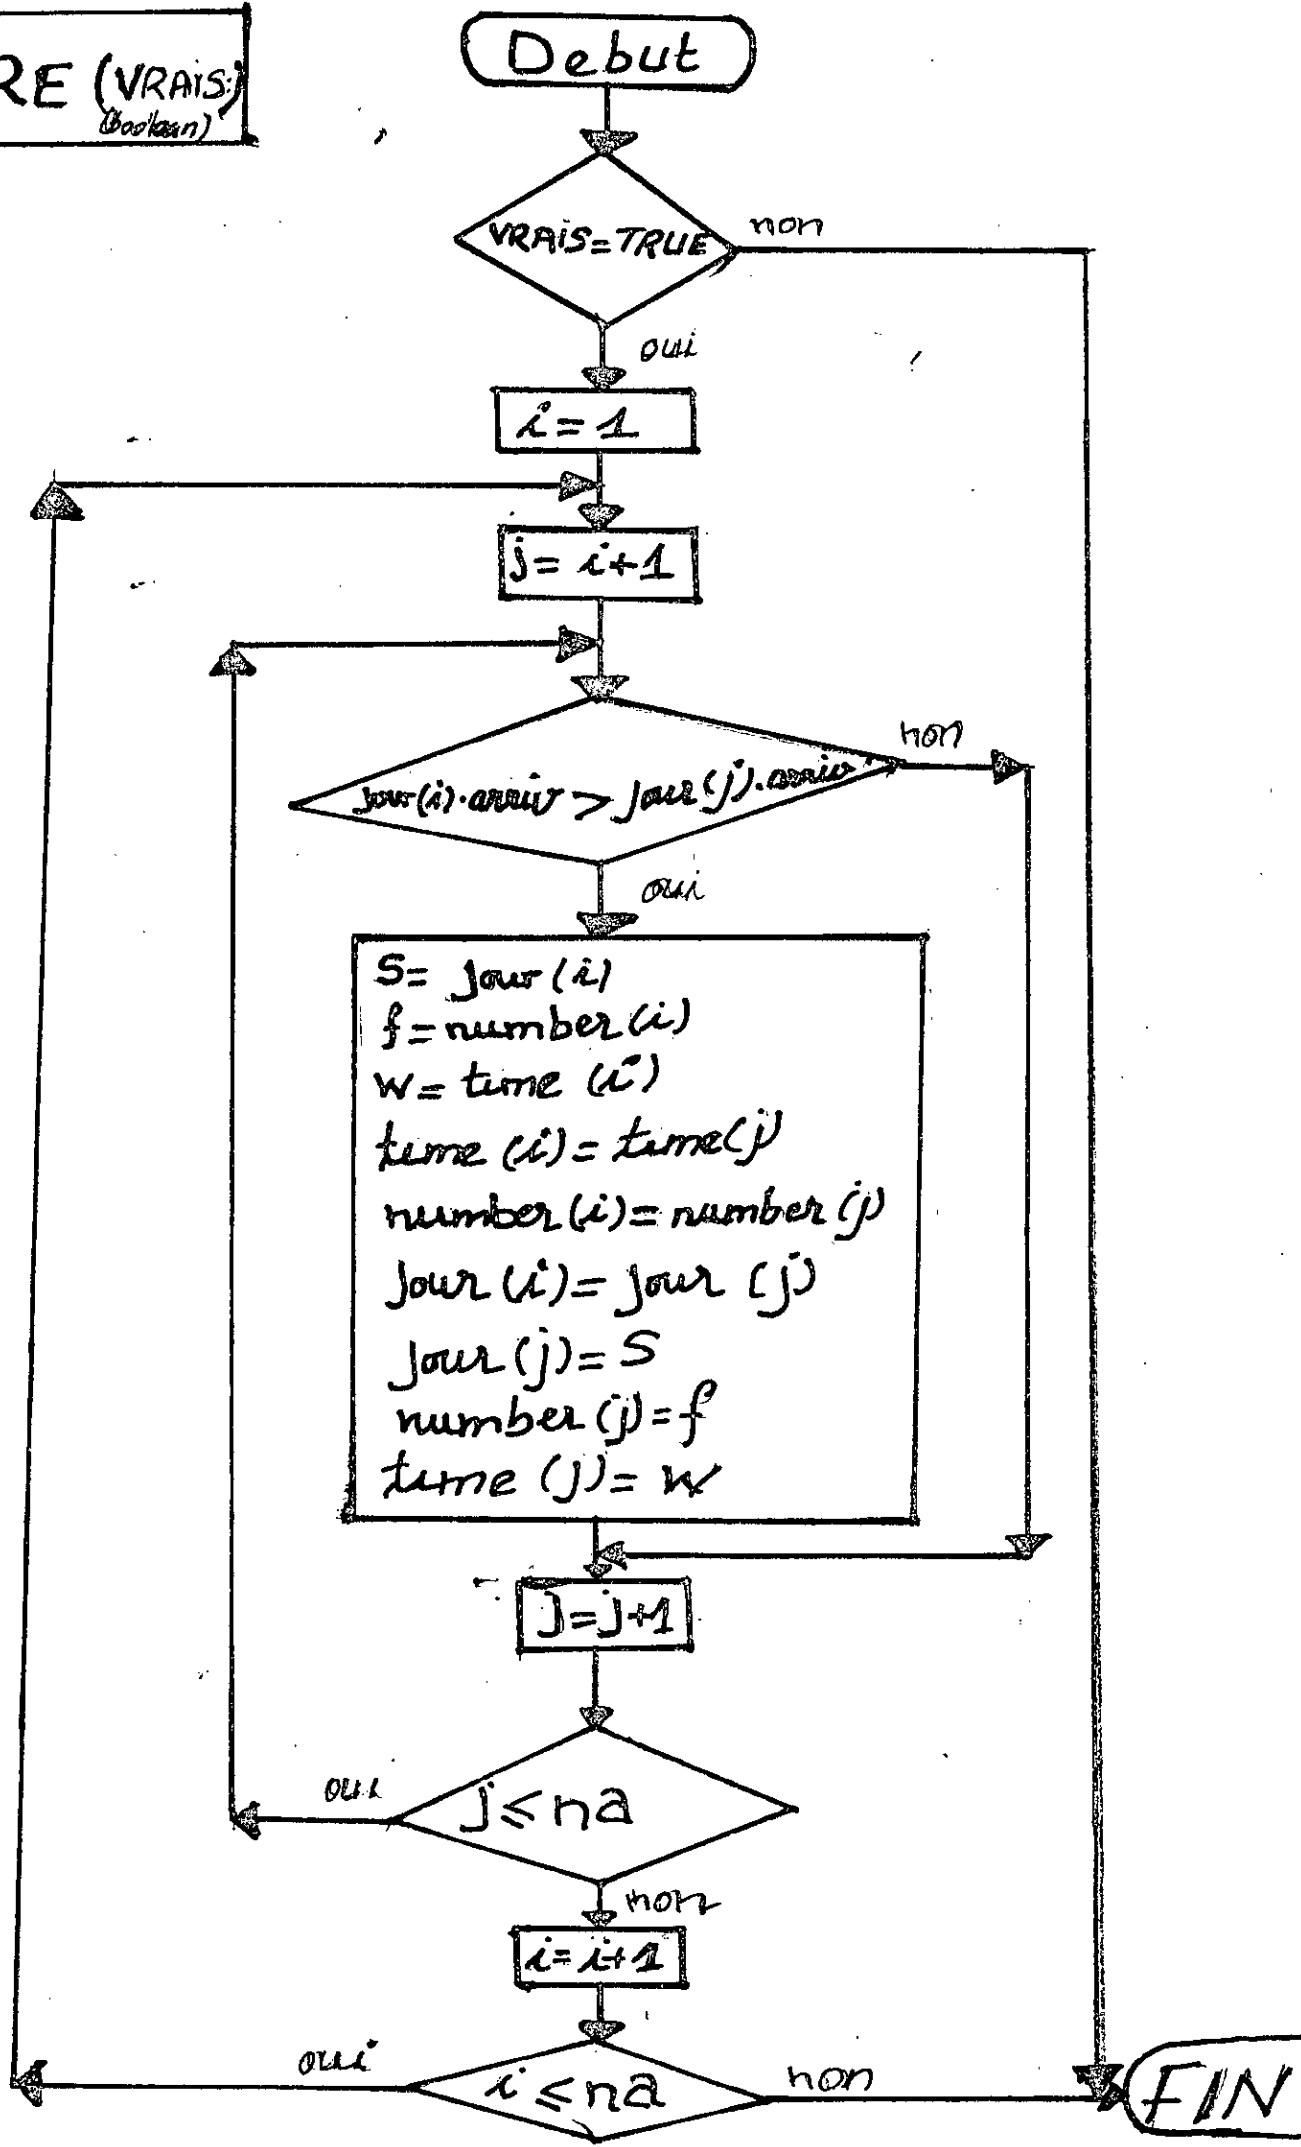 RE (VRAiS:
(boolean)
Debut
VRAiS=TRUE
non
oui
i=1
j= i+1
non
jour(i).arriv > jour(j).arriv
oui
S= jour(i)
f=number(i)
W= time (i)
time (i)= time(j)
number(i)= number(j)
jour(i)= jour (j)
jour(j)= S
number(j)=f
time (j)= W
J=j+1
oui
j≤na
non
i=i+1
oui
i≤na
non
FIN